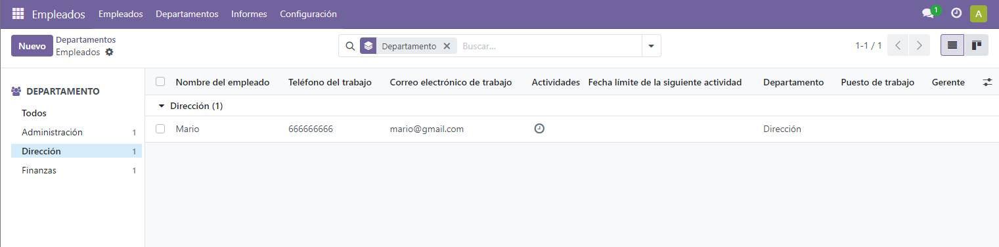 Empleados Empleados Departamentos Informes Configuración 1 A
Nuevo Departamentos Departamento Buscar... 1-1 / 1
Empleados
DEPARTAMENTO
Todos
Administración 1
Dirección 1
Finanzas 1
Nombre del empleado Teléfono del trabajo Correo electrónico de trabajo Actividades Fecha límite de la siguiente actividad Departamento Puesto de trabajo Gerente
Dirección (1)
Mario 666666666 mario@gmail.com Dirección